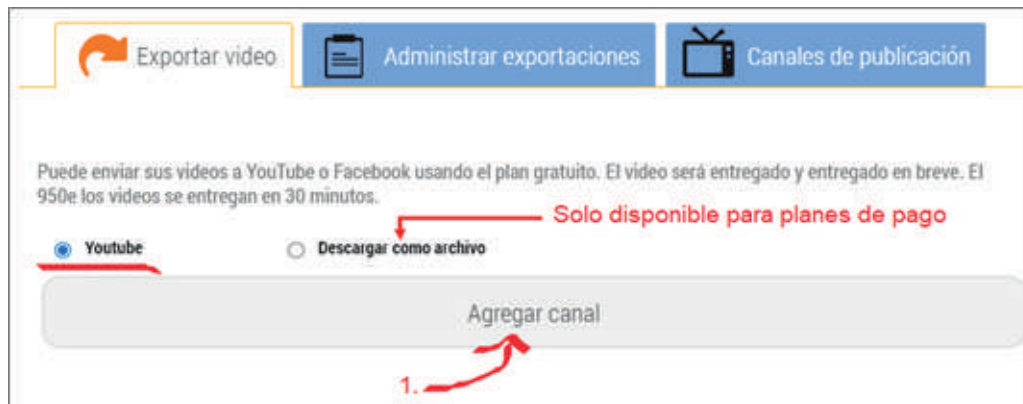 Exportar video
Administrar exportaciones
Canales de publicación
Puede enviar sus videos a YouTube o Facebook usando el plan gratuito. El video será entregado y entregado en breve. El
950e los videos se entregan en 30 minutos.
Solo disponible para planes de pago
Youtube
Descargar como archivo
Agregar canal
1.